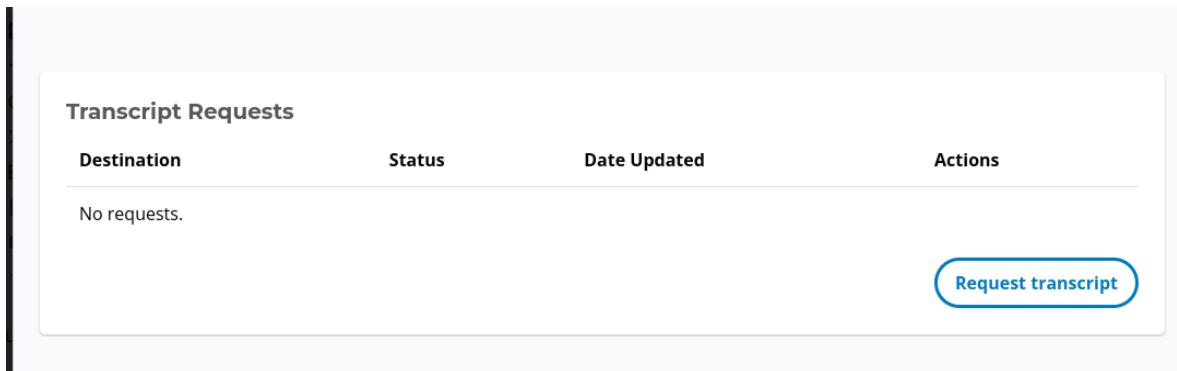 Transcript Requests
Destination Status Date Updated Actions
No requests.
Request transcript